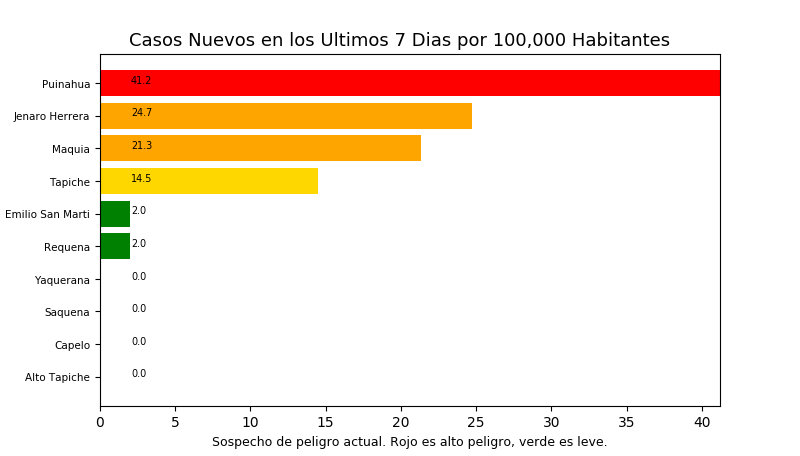 Casos Nuevos en los Ultimos 7 Dias por 100,000 Habitantes
Puinahua 41.2
Jenaro Herrera 24.7
Maquia 21.3
Tapiche 14.5
Emilio San Marti 2.0
Requena 2.0
Yaquerana 0.0
Saquena 0.0
Capelo 0.0
Alto Tapiche 0.0
0 5 10 15 20 25 30 35 40
Sospecho de peligro actual. Rojo es alto peligro, verde es leve.